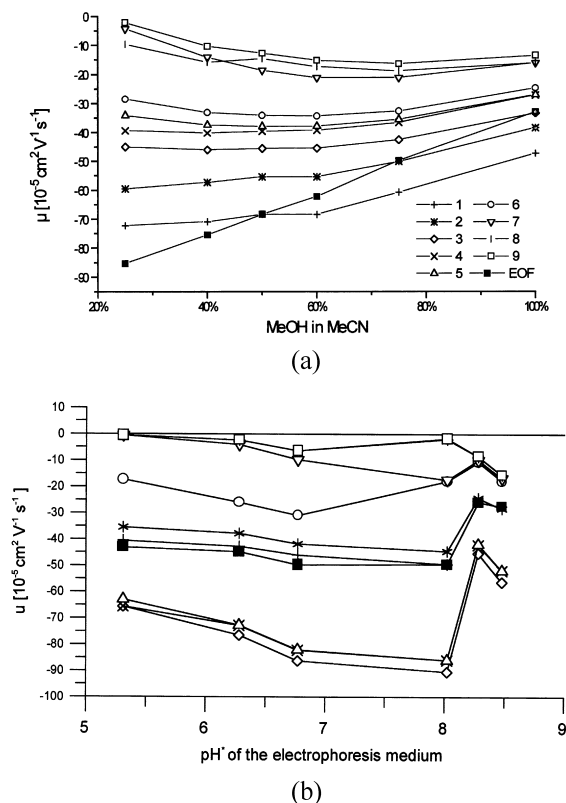 (a)
0
-10
-20
-30
-40
-50
-60
-70
-80
-90
μ [10⁻⁵ cm² V¹ s⁻¹]
20% 40% 60% 80% 100%
MeOH in MeCN
1 6
2 7
3 8
4 9
5 EOF
(a)
10
0
-10
-20
-30
-40
-50
-60
-70
-80
-90
-100
u [10⁻⁵ cm² V⁻¹ s⁻¹]
5 6 7 8 9
pH* of the electrophoresis medium
(b)